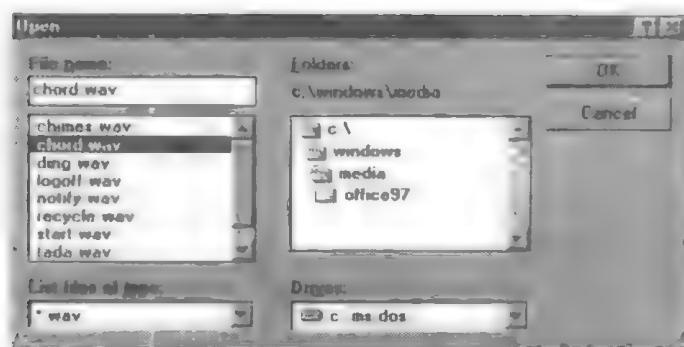 Open
File name:
chord.wav
chimes.wav
chord.wav
ding.wav
logoff.wav
notify.wav
recycle.wav
start.wav
tada.wav
List files of type:
*.wav
Folders:
c:\windows\media
c:\
windows
media
office97
Drives:
c: ms-dos
OK
Cancel